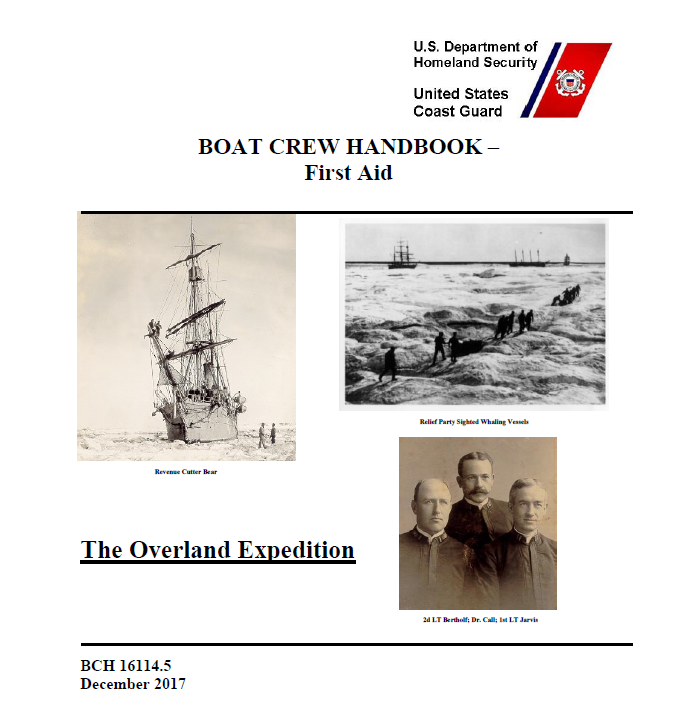 U.S. Department of
Homeland Security
United States
Coast Guard
BOAT CREW HANDBOOK –
First Aid
Revenue Cutter Bear
Relief Party Sighted Whaling Vessels
The Overland Expedition
2d LT Bertholf; Dr. Call; 1st LT Jarvis
BCH 16114.5
December 2017